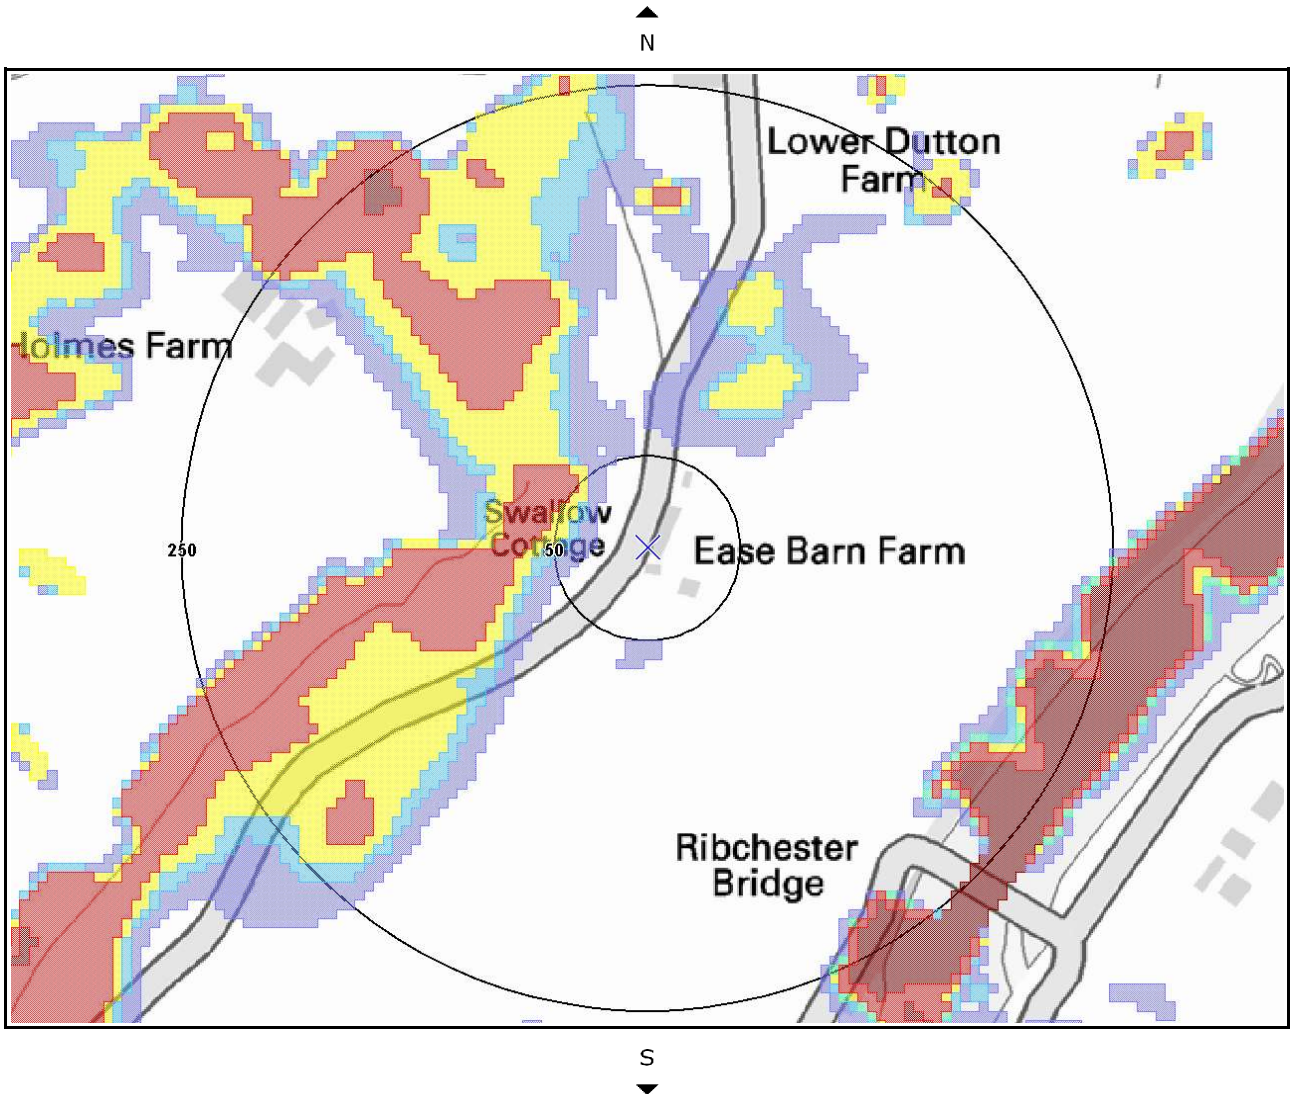 N
Lower Dutton
Farm
Holmes Farm
Swallow
Cottage
250
50
Ease Barn Farm
Ribchester
Bridge
S